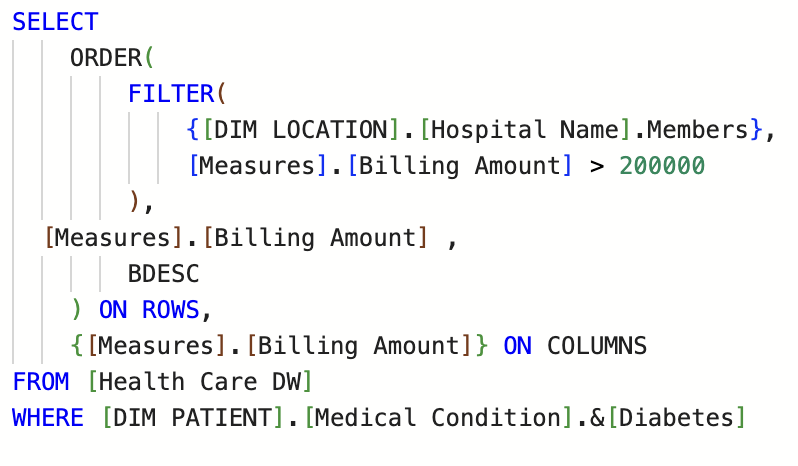 SELECT
ORDER(
FILTER(
{[DIM LOCATION].[Hospital Name].Members},
[Measures].[Billing Amount] > 200000
),
[Measures].[Billing Amount] ,
BDESC
) ON ROWS,
{[Measures].[Billing Amount]} ON COLUMNS
FROM [Health Care DW]
WHERE [DIM PATIENT].[Medical Condition].&[Diabetes]